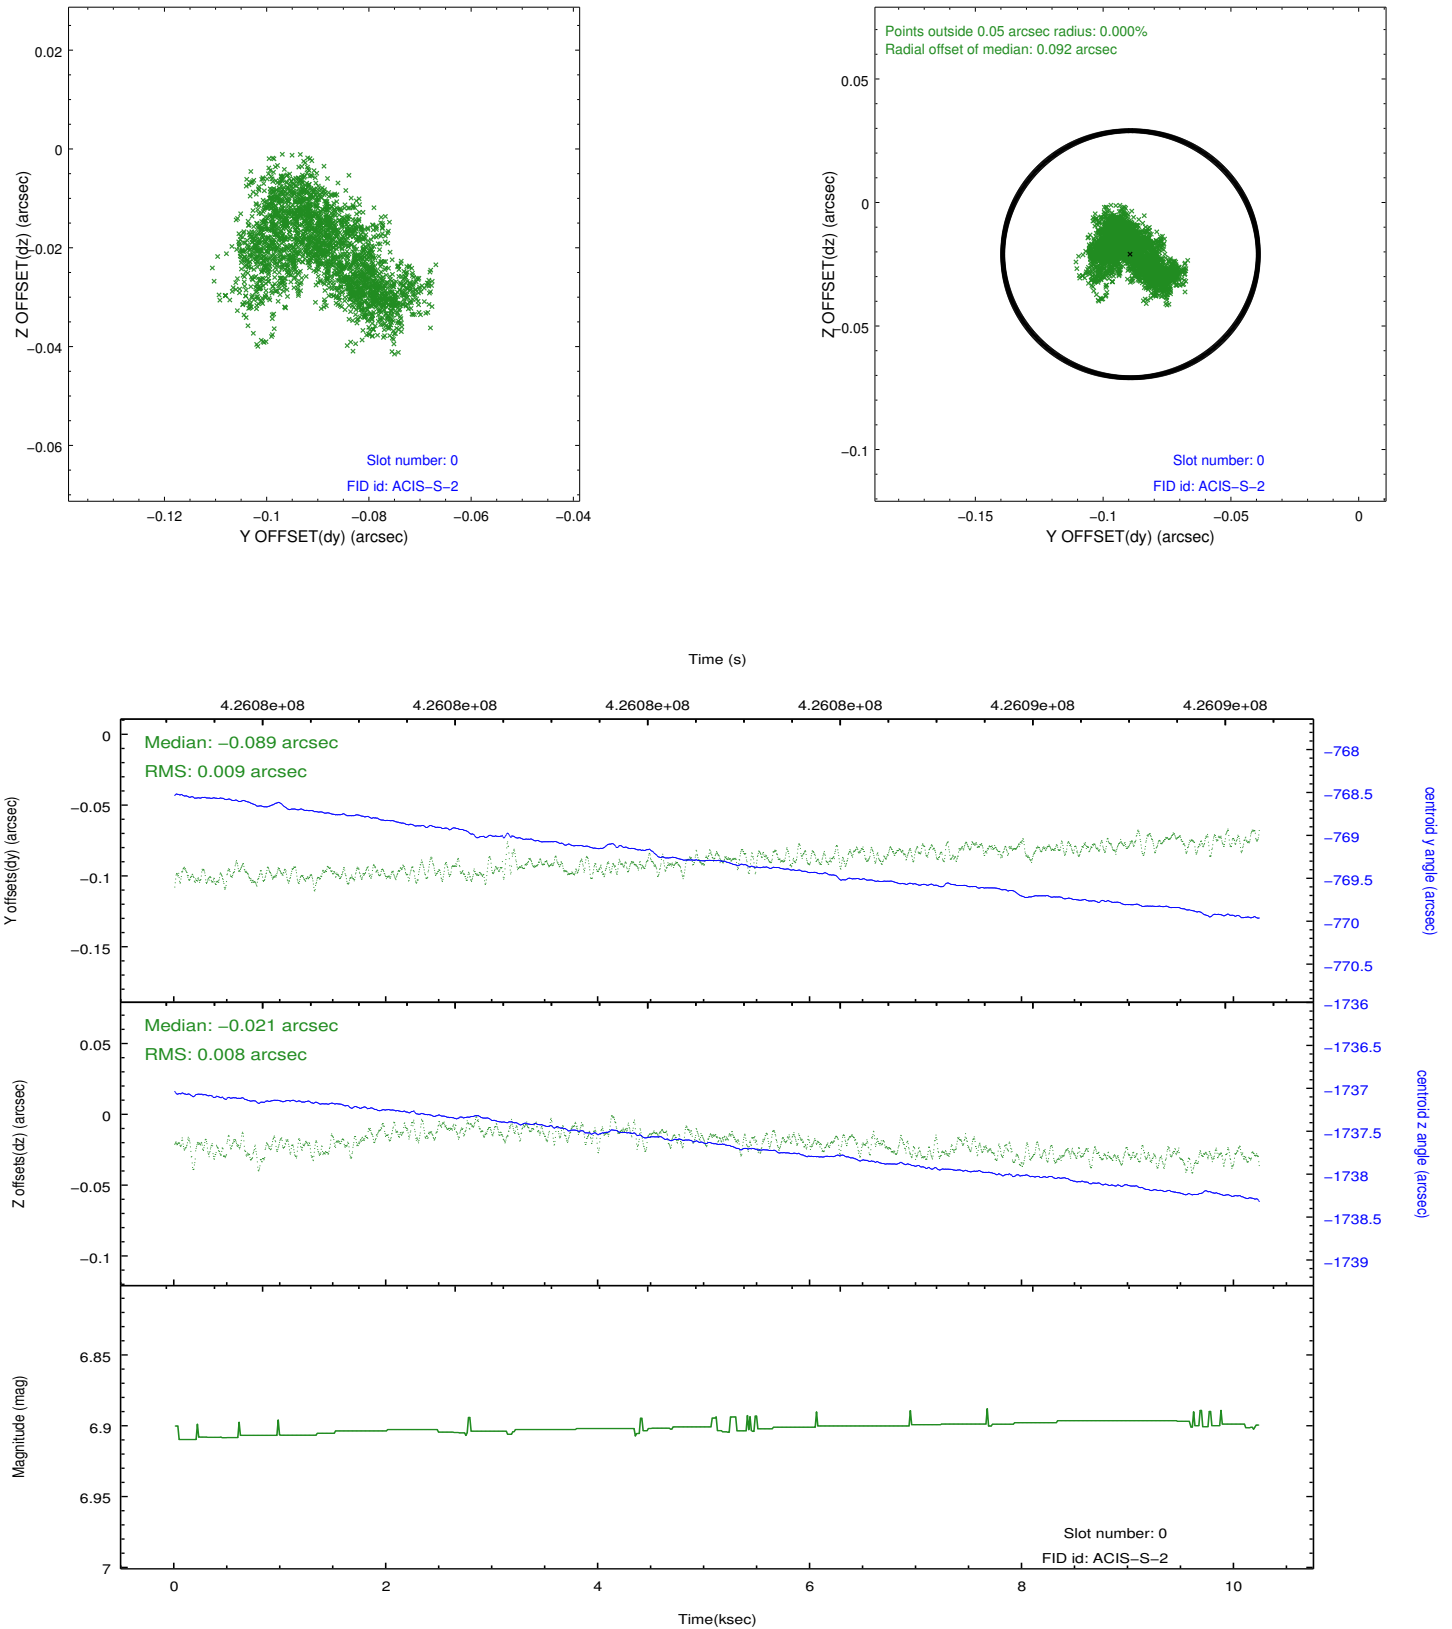 0.02
0
−0.02
−0.04
−0.06
Z OFFSET(dz) (arcsec)
Slot number: 0
FID id: ACIS−S−2
−0.12
−0.1
−0.08
−0.06
−0.04
Y OFFSET(dy) (arcsec)
Points outside 0.05 arcsec radius: 0.000%
Radial offset of median: 0.092 arcsec
0.05
0
−0.05
−0.1
Z OFFSET(dz) (arcsec)
Slot number: 0
FID id: ACIS−S−2
−0.15
−0.1
−0.05
0
Y OFFSET(dy) (arcsec)
Time (s)
4.2608e+08
4.2608e+08
4.2608e+08
4.2608e+08
4.2609e+08
4.2609e+08
Median: −0.089 arcsec
RMS: 0.009 arcsec
0
−0.05
−0.1
−0.15
Y offsets(dy) (arcsec)
−768
−768.5
−769
−769.5
−770
−770.5
centroid y angle (arcsec)
Median: −0.021 arcsec
RMS: 0.008 arcsec
0.05
0
−0.05
−0.1
Z offsets(dz) (arcsec)
−1736
−1736.5
−1737
−1737.5
−1738
−1738.5
−1739
centroid z angle (arcsec)
6.85
6.9
6.95
7
Magnitude (mag)
Slot number: 0
FID id: ACIS−S−2
0
2
4
6
8
10
Time(ksec)